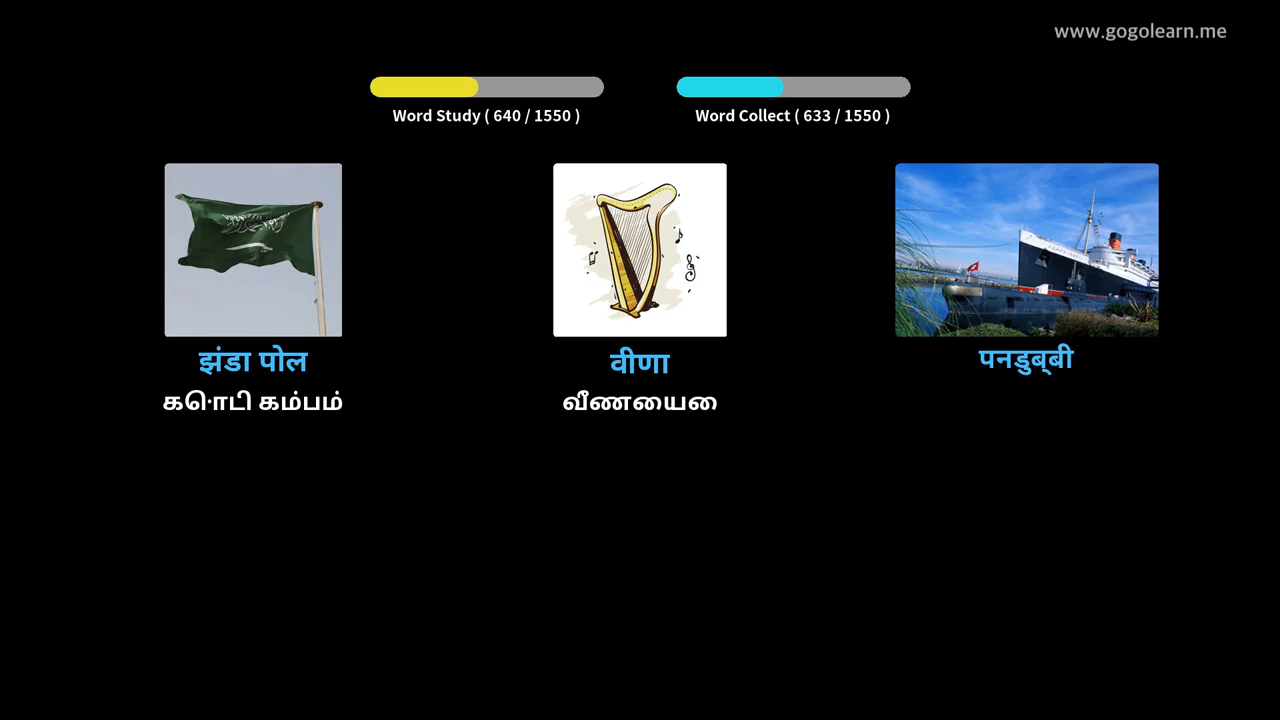 www.gogolearn.me
Word Study ( 640 / 1550 )
Word Collect ( 633 / 1550 )
झंडा पोल
वीणा
पनडुब्बी
கொடி கம்பம்
வீணையை